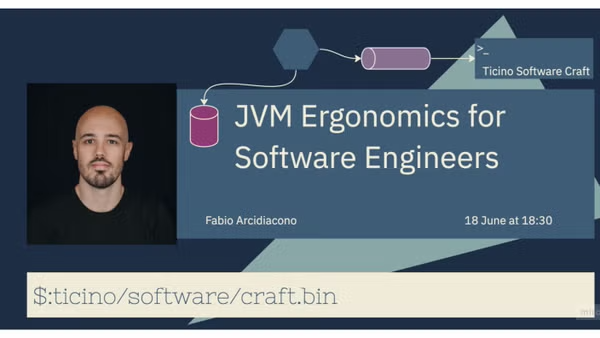 >_
Ticino Software Craft
JVM Ergonomics for
Software Engineers
Fabio Arcidiacono
18 June at 18:30
$:ticino/software/craft.bin